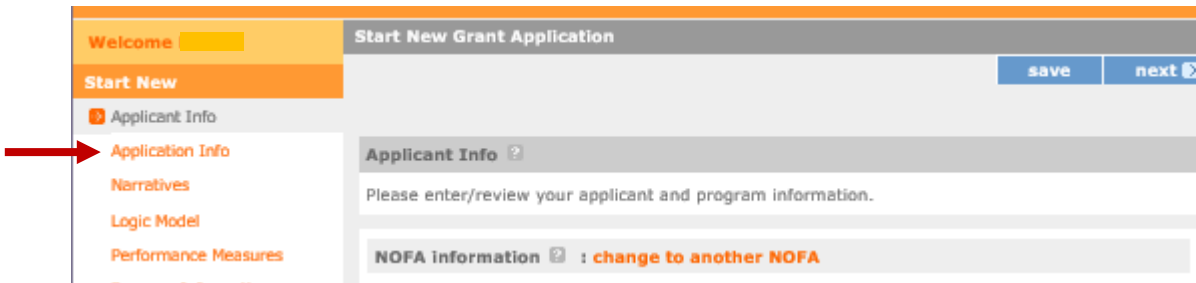 Welcome
Start New
Applicant Info
Application Info
Narratives
Logic Model
Performance Measures
Start New Grant Application
save
next
Applicant Info ?
Please enter/review your applicant and program information.
NOFA information ? : change to another NOFA